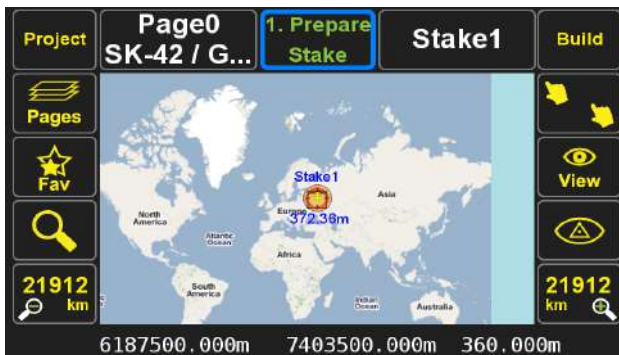 Project
Page0
SK-42 / G...
1. Prepare
Stake
Stake1
Build
Pages
Fav
View
21912
km
21912
km
Stake1
372.36m
North
America
Atlantic
Ocean
Europe
Asia
Africa
South
America
Indian
Ocean
Australia
6187500.000m 7403500.000m 360.000m